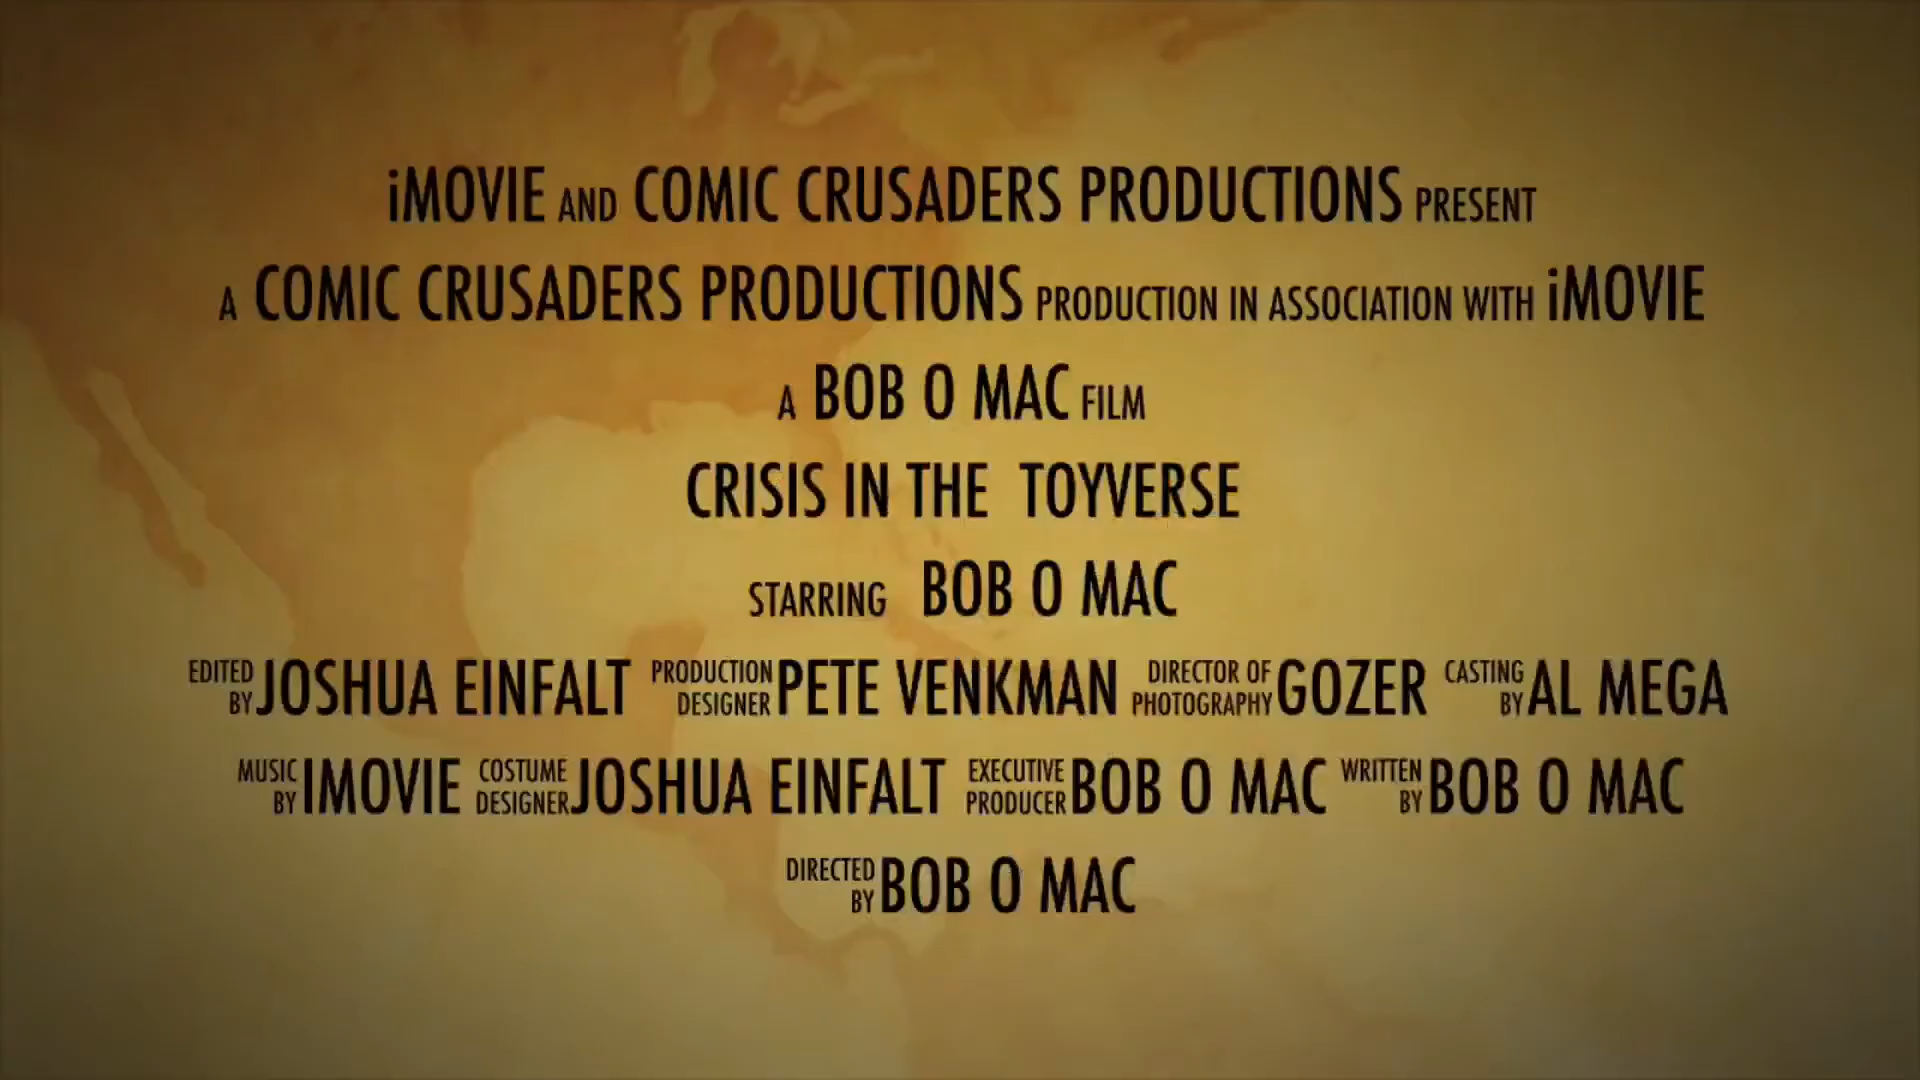 iMOVIE AND COMIC CRUSADERS PRODUCTIONS PRESENT
A COMIC CRUSADERS PRODUCTIONS PRODUCTION IN ASSOCIATION WITH iMOVIE
A BOB O MAC FILM
CRISIS IN THE TOYVERSE
STARRING BOB O MAC
EDITED BY JOSHUA EINFALT PRODUCTION DESIGNER PETE VENKMAN DIRECTOR OF PHOTOGRAPHY GOZER CASTING BY AL MEGA
MUSIC BY IMOVIE COSTUME DESIGNER JOSHUA EINFALT EXECUTIVE PRODUCER BOB O MAC WRITTEN BY BOB O MAC
DIRECTED BY BOB O MAC